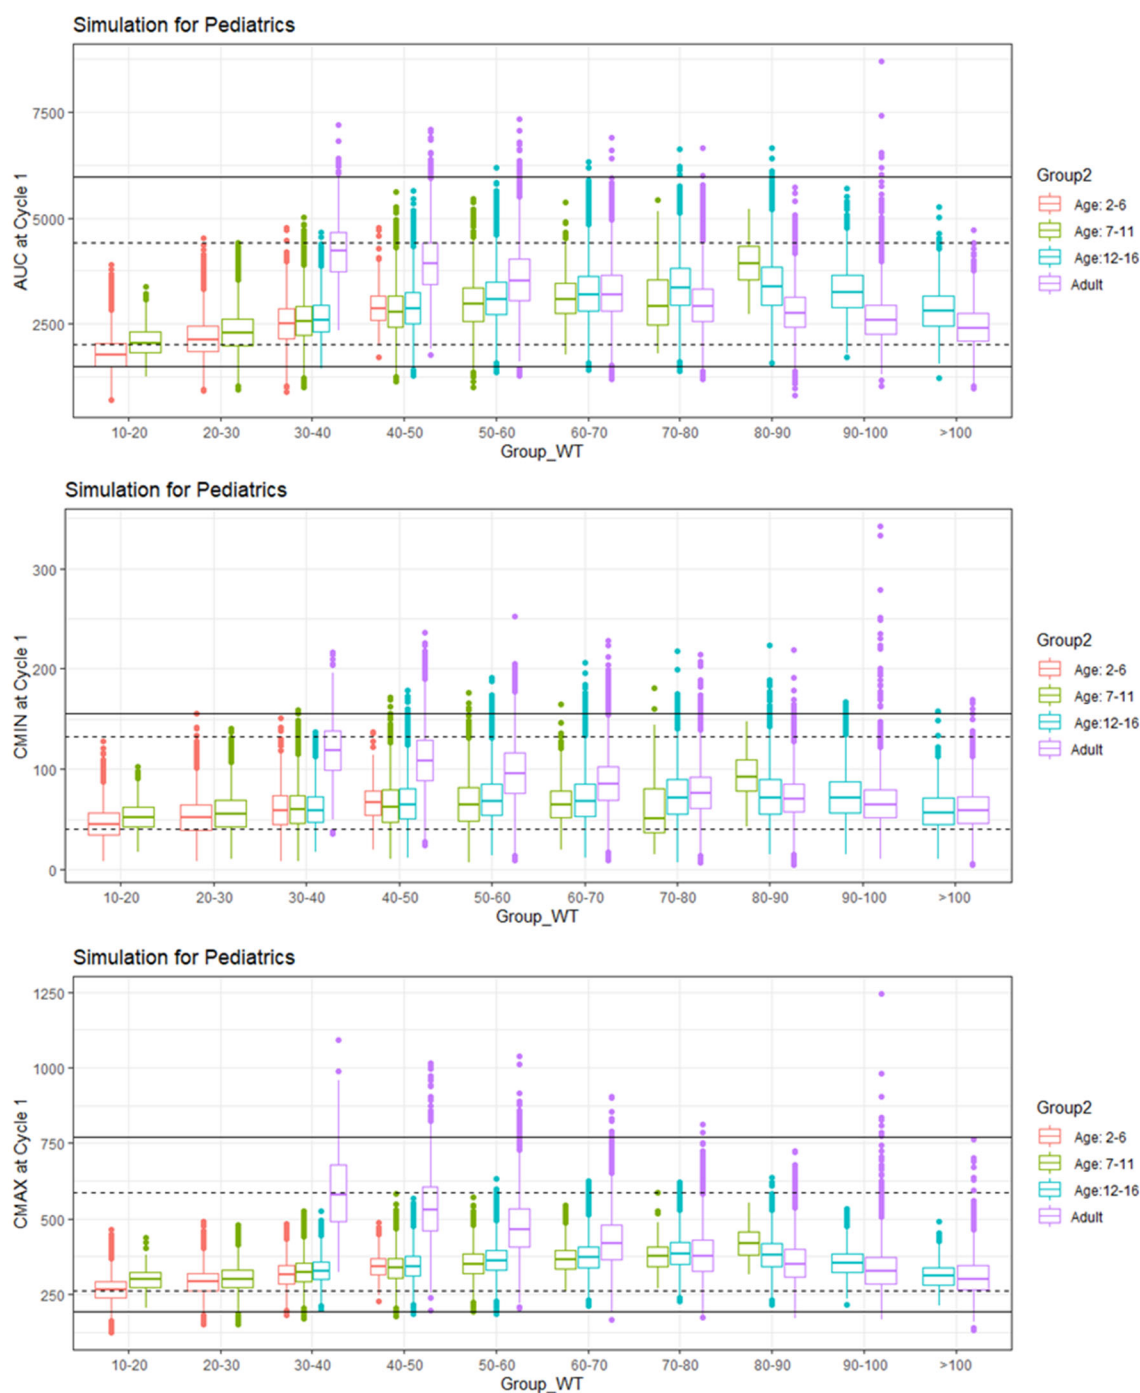 Simulation for Pediatrics
AUC at Cycle 1
7500
5000
2500
10-20 20-30 30-40 40-50 50-60 60-70 70-80 80-90 90-100 >100
Group_WT
Group2
Age: 2-6
Age: 7-11
Age:12-16
Adult
Simulation for Pediatrics
CMIN at Cycle 1
300
200
100
0
10-20 20-30 30-40 40-50 50-60 60-70 70-80 80-90 90-100 >100
Group_WT
Group2
Age: 2-6
Age: 7-11
Age:12-16
Adult
Simulation for Pediatrics
CMAX at Cycle 1
1250
1000
750
500
250
10-20 20-30 30-40 40-50 50-60 60-70 70-80 80-90 90-100 >100
Group_WT
Group2
Age: 2-6
Age: 7-11
Age:12-16
Adult